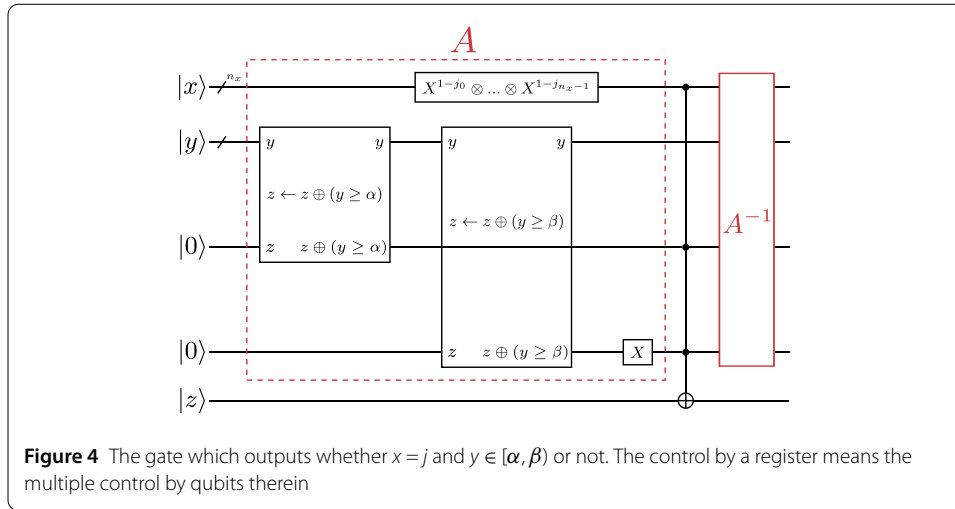 A
|x⟩ n_x X^{1−j_0} ⊗ ... ⊗ X^{1−j_{n_x−1}}
|y⟩ y y y y
z ← z ⊕ (y ≥ α)
z ← z ⊕ (y ≥ β)
A^{−1}
|0⟩ z z ⊕ (y ≥ α)
|0⟩ z z ⊕ (y ≥ β) X
|z⟩
Figure 4 The gate which outputs whether x = j and y ∈ [α, β) or not. The control by a register means the
multiple control by qubits therein